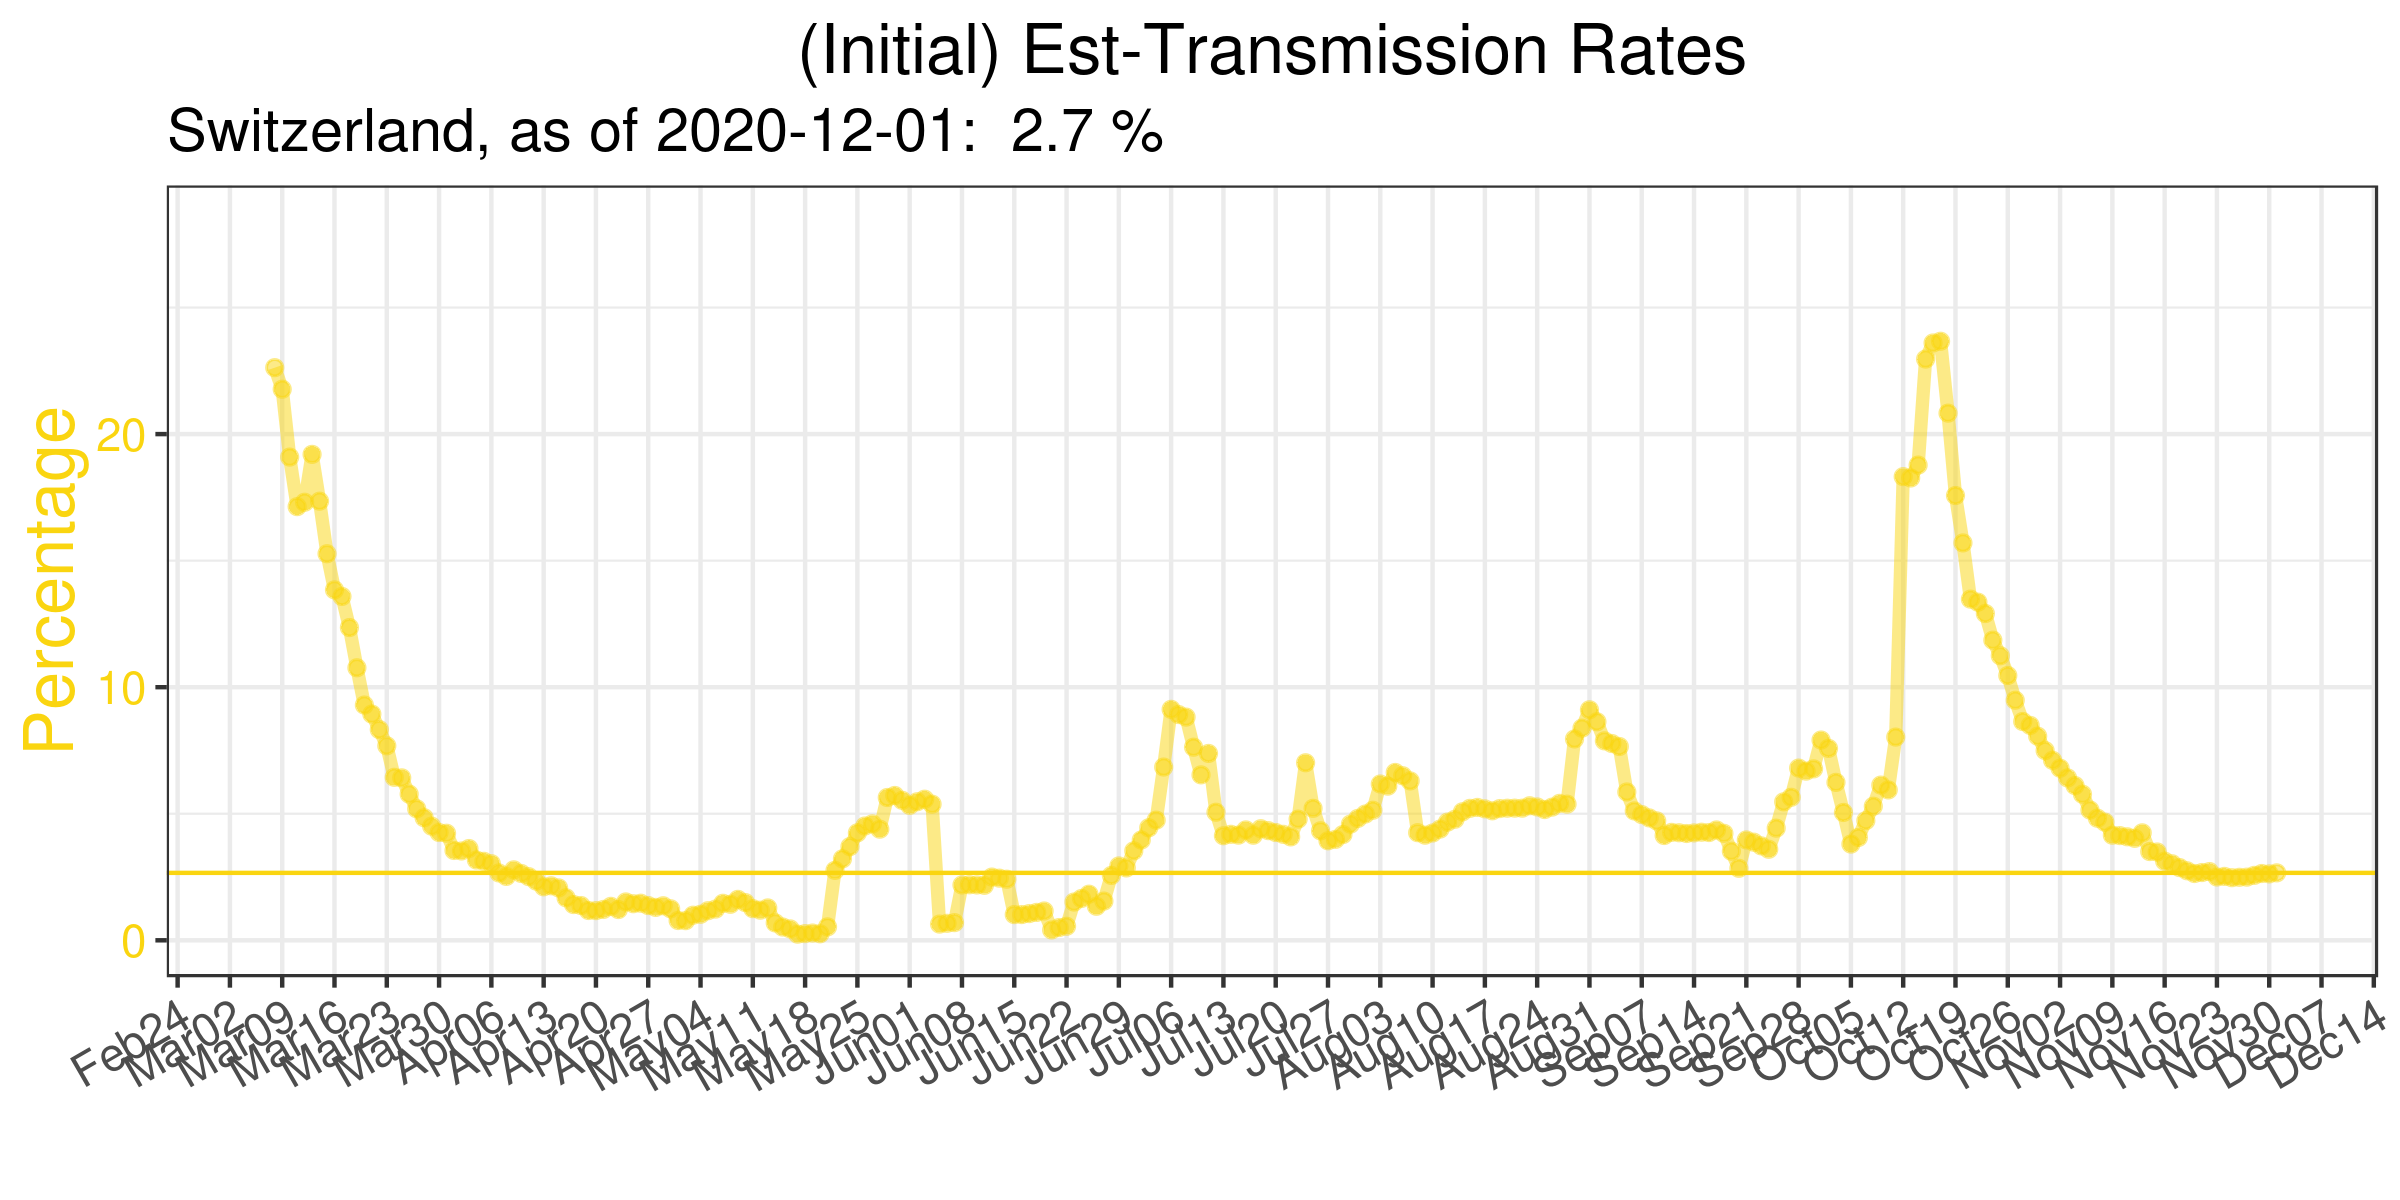 (Initial) Est-Transmission Rates
Switzerland, as of 2020-12-01:  2.7 %
Percentage
20
10
0
Feb24
Mar02
Mar09
Mar16
Mar23
Mar30
Apr06
Apr13
Apr20
Apr27
May04
May11
May18
May25
Jun01
Jun08
Jun15
Jun22
Jun29
Jul06
Jul13
Jul20
Jul27
Aug03
Aug10
Aug17
Aug24
Aug31
Sep07
Sep14
Sep21
Sep28
Oct05
Oct12
Oct19
Oct26
Nov02
Nov09
Nov16
Nov23
Nov30
Dec07
Dec14